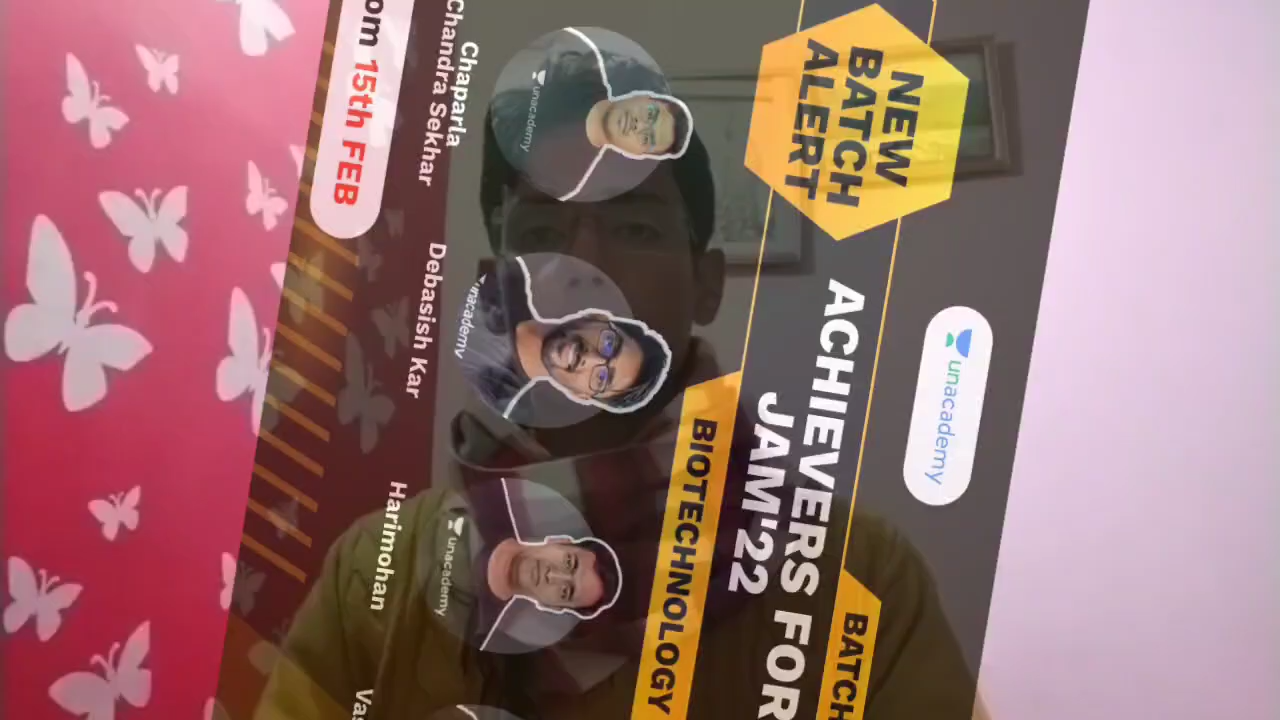 unacademy
NEW
BATCH
ALERT
ACHIEVERS FOR
JAM'22
BATCH
BIOTECHNOLOGY
unacademy
unacademy
unacademy
Chaparla
Chandra Sekhar
Debasish Kar
Harimohan
15th FEB